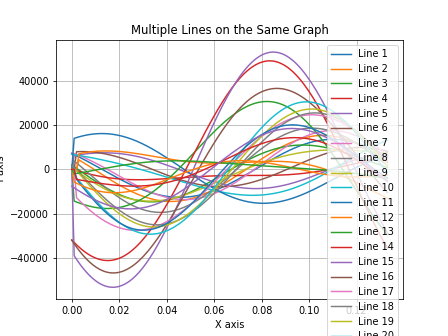 Multiple Lines on the Same Graph
40000
20000
0
−20000
−40000
axis
0.00
0.02
0.04
0.06
0.08
0.10
X axis
Line 1
Line 2
Line 3
Line 4
Line 5
Line 6
Line 7
Line 8
Line 9
Line 10
Line 11
Line 12
Line 13
Line 14
Line 15
Line 16
Line 17
Line 18
Line 19
Line 20